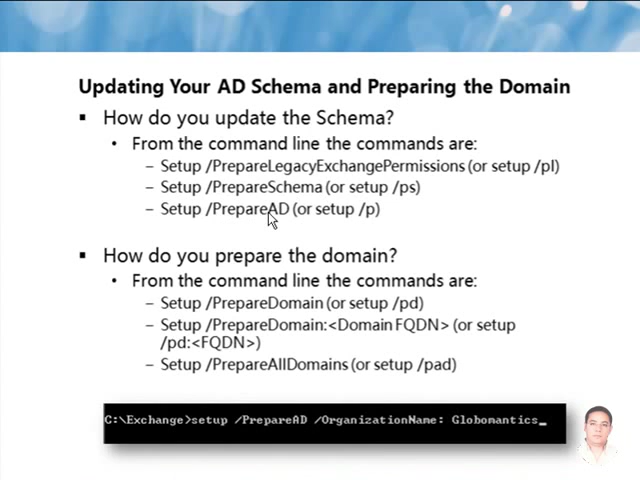 Updating Your AD Schema and Preparing the Domain
▪ How do you update the Schema?
• From the command line the commands are:
– Setup /PrepareLegacyExchangePermissions (or setup /pl)
– Setup /PrepareSchema (or setup /ps)
– Setup /PrepareAD (or setup /p)
▪ How do you prepare the domain?
• From the command line the commands are:
– Setup /PrepareDomain (or setup /pd)
– Setup /PrepareDomain:<Domain FQDN> (or setup
/pd:<FQDN>)
– Setup /PrepareAllDomains (or setup /pad)
C:\Exchange>setup /PrepareAD /OrganizationName: Globomantics_